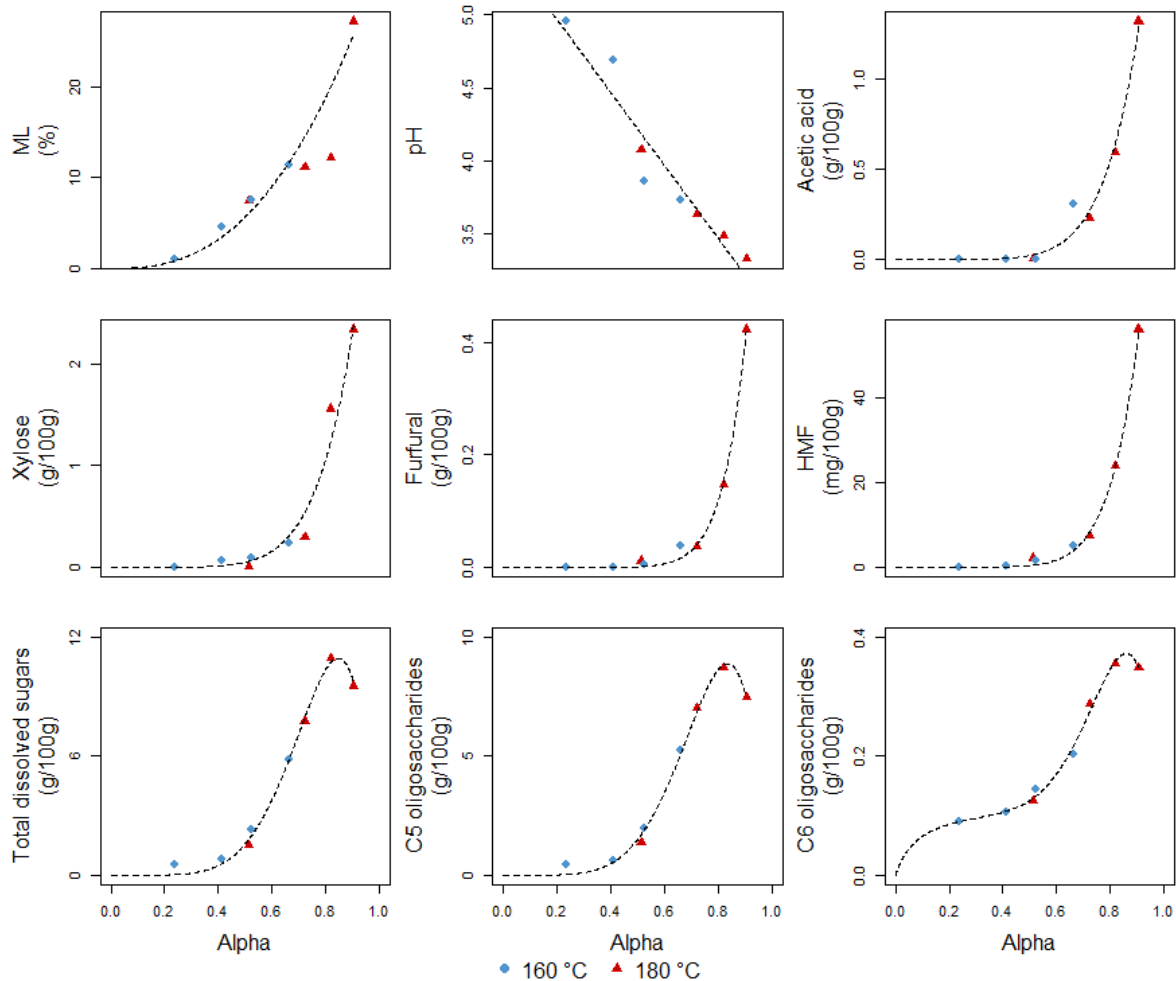 ML
(%)
0
10
20
pH
3.5
4.0
4.5
5.0
Acetic acid
(g/100g)
0.0
0.5
1.0
Xylose
(g/100g)
0
1
2
Furfural
(g/100g)
0.0
0.2
0.4
HMF
(mg/100g)
0
20
40
Total dissolved sugars
(g/100g)
0
6
12
0.0 0.2 0.4 0.6 0.8 1.0
Alpha
C5 oligosaccharides
(g/100g)
0
5
10
0.0 0.2 0.4 0.6 0.8 1.0
Alpha
C6 oligosaccharides
(g/100g)
0.0
0.2
0.4
0.0 0.2 0.4 0.6 0.8 1.0
Alpha
160 °C 180 °C